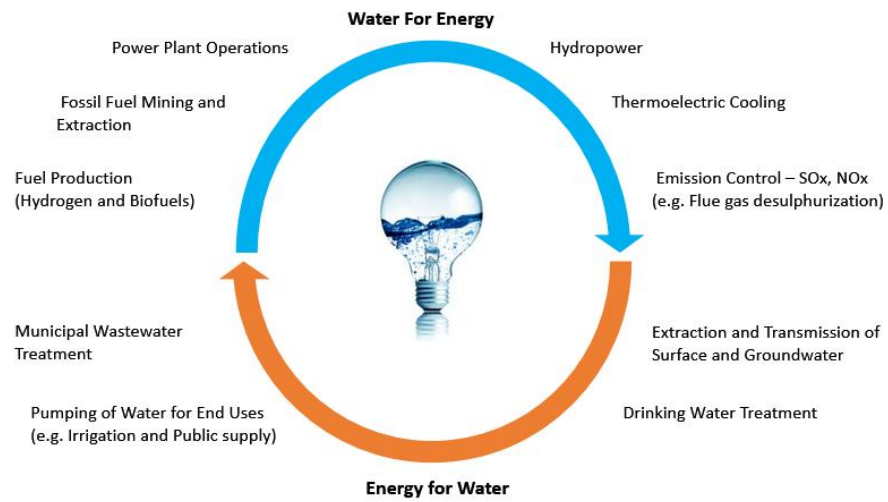 Water For Energy
Power Plant Operations
Hydropower
Fossil Fuel Mining and
Extraction
Thermoelectric Cooling
Fuel Production
(Hydrogen and Biofuels)
Emission Control – SOx, NOx
(e.g. Flue gas desulphurization)
Municipal Wastewater
Treatment
Extraction and Transmission of
Surface and Groundwater
Pumping of Water for End Uses
(e.g. Irrigation and Public supply)
Drinking Water Treatment
Energy for Water